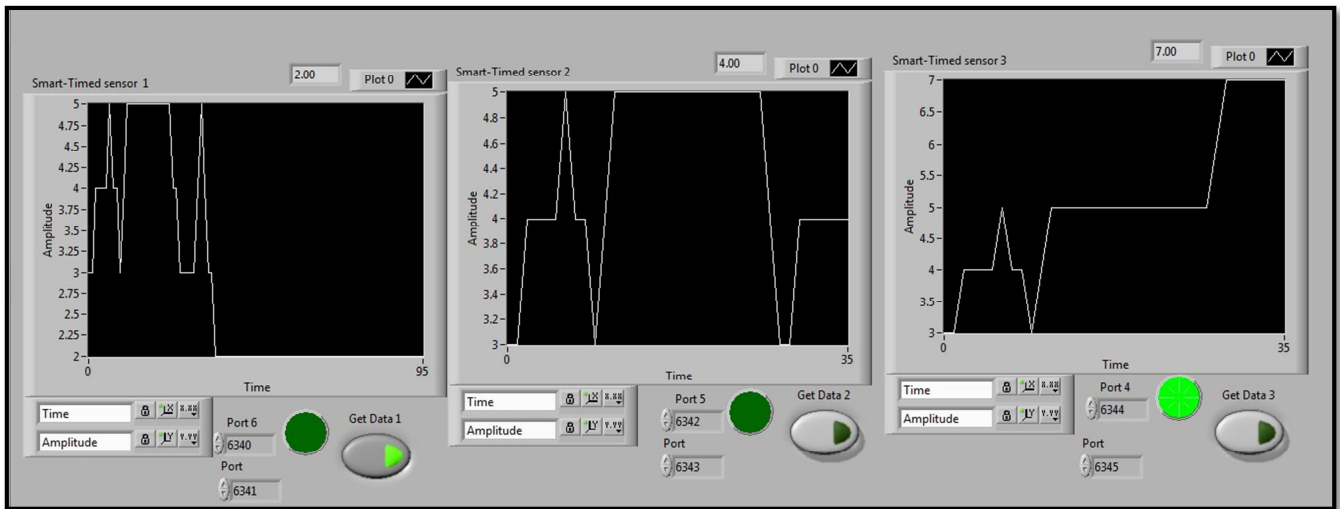 Smart-Timed sensor 1
2.00
Plot 0
5-
4.75-
4.5-
4.25-
4-
3.75-
3.5-
3.25-
3-
2.75-
2.5-
2.25-
2-
Amplitude
0
95
Time
Time
Amplitude
Port 6
6340
Port
6341
Get Data 1
Smart-Timed sensor 2
4.00
Plot 0
5-
4.8-
4.6-
4.4-
4.2-
4-
3.8-
3.6-
3.4-
3.2-
3-
Amplitude
0
35
Time
Time
Amplitude
Port 5
6342
Port
6343
Get Data 2
Smart-Timed sensor 3
7.00
Plot 0
7-
6.5-
6-
5.5-
5-
4.5-
4-
3.5-
3-
Amplitude
0
35
Time
Time
Amplitude
Port 4
6344
Port
6345
Get Data 3